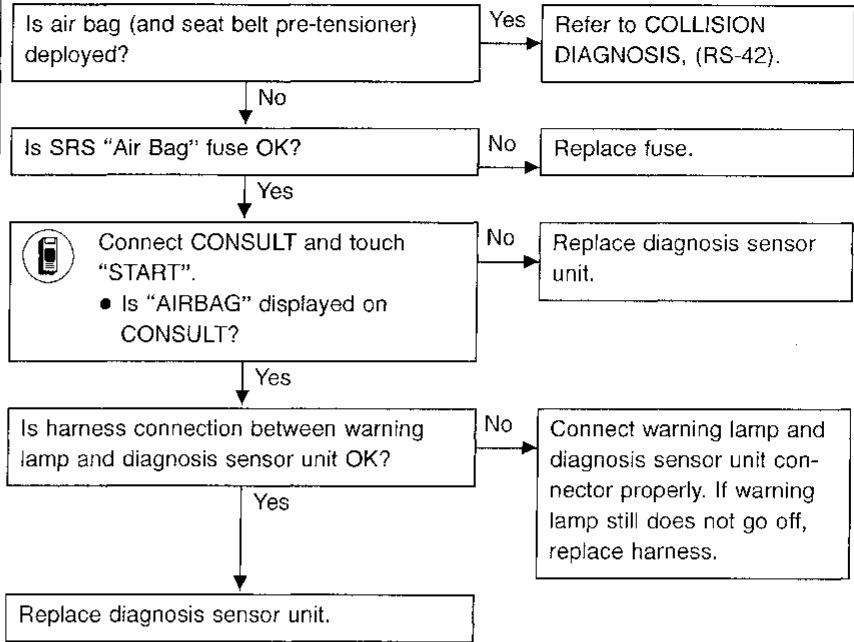 Is air bag (and seat belt pre-tensioner)
deployed?
Yes
Refer to COLLISION
DIAGNOSIS, (RS-42).
No
Is SRS “Air Bag” fuse OK?
No
Replace fuse.
Yes
Connect CONSULT and touch
“START”.
● Is “AIRBAG” displayed on
CONSULT?
No
Replace diagnosis sensor
unit.
Yes
Is harness connection between warning
lamp and diagnosis sensor unit OK?
No
Connect warning lamp and
diagnosis sensor unit con-
nector properly. If warning
lamp still does not go off,
replace harness.
Yes
Replace diagnosis sensor unit.